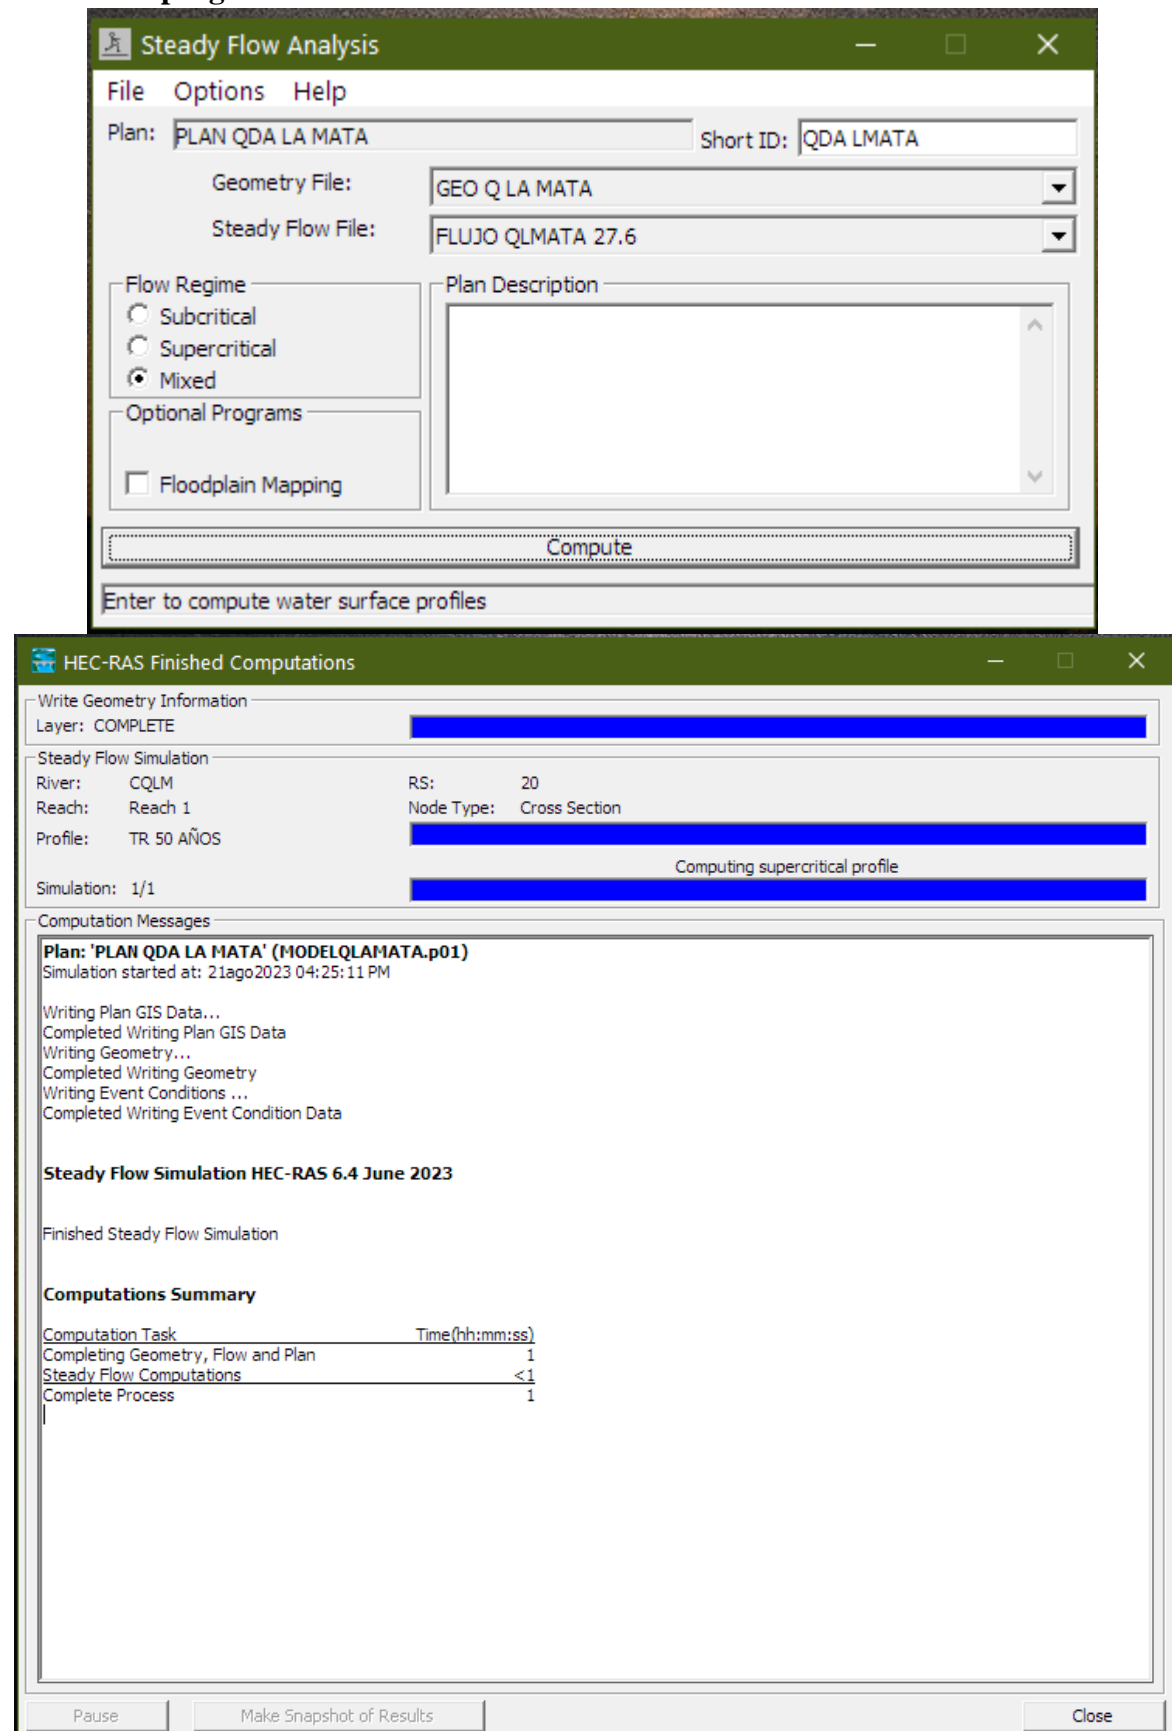 Steady Flow Analysis
File Options Help
Plan: PLAN QDA LA MATA Short ID: QDA LMATA
Geometry File: GEO Q LA MATA
Steady Flow File: FLUJO QLMATA 27.6
Flow Regime
Subcritical
Supercritical
Mixed
Plan Description
Optional Programs
Floodplain Mapping
Compute
Enter to compute water surface profiles
HEC-RAS Finished Computations
Write Geometry Information
Layer: COMPLETE
Steady Flow Simulation
River: CQLM RS: 20
Reach: Reach 1 Node Type: Cross Section
Profile: TR 50 AÑOS
Computing supercritical profile
Simulation: 1/1
Computation Messages
Plan: 'PLAN QDA LA MATA' (MODELQLAMATA.p01)
Simulation started at: 21ago2023 04:25:11 PM
Writing Plan GIS Data...
Completed Writing Plan GIS Data
Writing Geometry...
Completed Writing Geometry
Writing Event Conditions ...
Completed Writing Event Condition Data
Steady Flow Simulation HEC-RAS 6.4 June 2023
Finished Steady Flow Simulation
Computations Summary
Computation Task Time(hh:mm:ss)
Completing Geometry, Flow and Plan 1
Steady Flow Computations <1
Complete Process 1
Pause Make Snapshot of Results Close